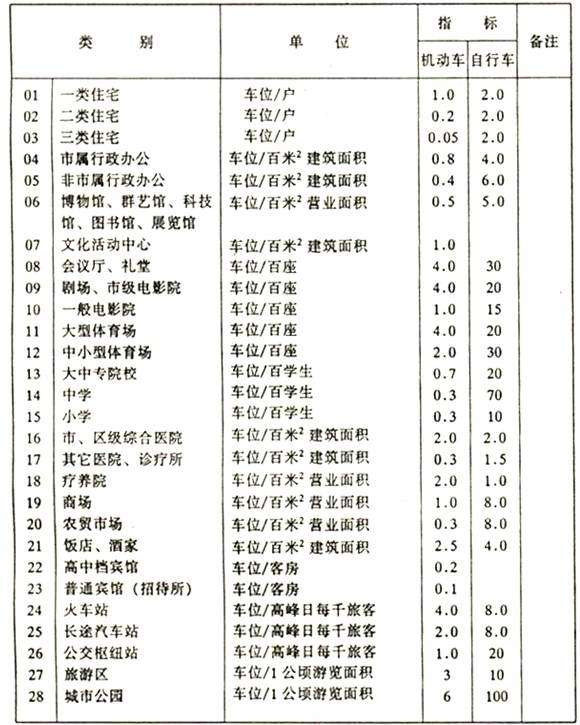 类 别 单 位 指 标 备注
机动车 自行车
01 一类住宅 车位/户 1.0 2.0
02 二类住宅 车位/户 0.2 2.0
03 三类住宅 车位/户 0.05 2.0
04 市属行政办公 车位/百米² 建筑面积 0.8 4.0
05 非市属行政办公 车位/百米² 建筑面积 0.4 6.0
06 博物馆、群艺馆、科技 车位/百米² 营业面积 0.5 5.0
馆、图书馆、展览馆
07 文化活动中心 车位/百米² 建筑面积 1.0
08 会议厅、礼堂 车位/百座 4.0 30
09 剧场、市级电影院 车位/百座 4.0 20
10 一般电影院 车位/百座 1.0 15
11 大型体育场 车位/百座 4.0 20
12 中小型体育场 车位/百座 2.0 30
13 大中专院校 车位/百学生 0.7 20
14 中学 车位/百学生 0.3 70
15 小学 车位/百学生 0.3 10
16 市、区级综合医院 车位/百米² 建筑面积 2.0 2.0
17 其它医院、诊疗所 车位/百米² 建筑面积 0.3 1.5
18 疗养院 车位/百米² 营业面积 2.0 1.0
19 商场 车位/百米² 营业面积 1.0 8.0
20 农贸市场 车位/百米² 营业面积 0.3 8.0
21 饭店、酒家 车位/百米² 建筑面积 2.5 4.0
22 高中档宾馆 车位/客房 0.2
23 普通宾馆（招待所） 车位/客房 0.1
24 火车站 车位/高峰日每千旅客 4.0 8.0
25 长途汽车站 车位/高峰日每千旅客 2.0 8.0
26 公交枢纽站 车位/高峰日每千旅客 1.0 20
27 旅游区 车位/1公顷游览面积 3 10
28 城市公园 车位/1公顷游览面积 6 100